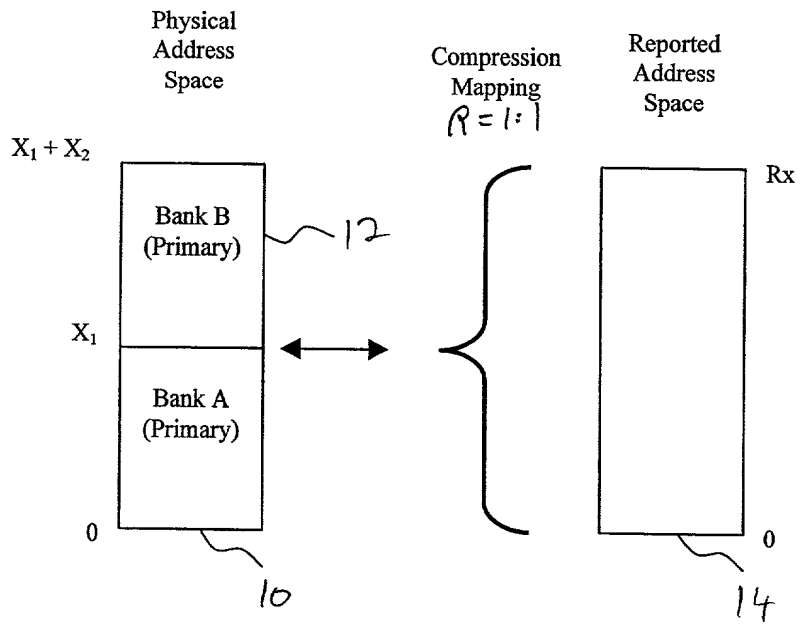 Physical
Address
Space
Compression
Mapping
R = 1:1
Reported
Address
Space
X₁ + X₂
Rx
Bank B
(Primary)
12
X₁
Bank A
(Primary)
0
0
10
14